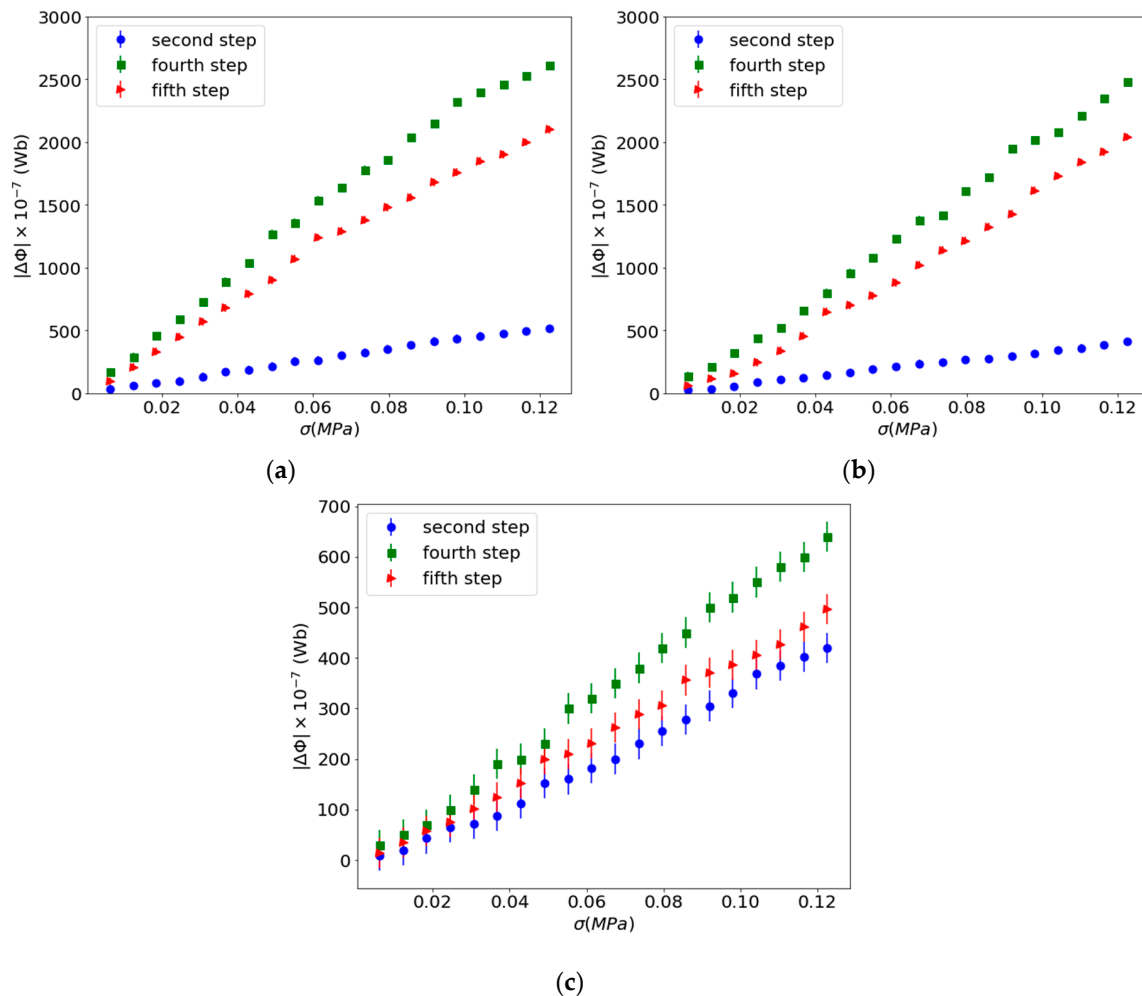 3000
2500
2000
1500
1000
500
0
|ΔΦ| × 10⁻⁷ (Wb)
second step
fourth step
fifth step
0.02 0.04 0.06 0.08 0.10 0.12
σ(MPa)
(a)
3000
2500
2000
1500
1000
500
0
|ΔΦ| × 10⁻⁷ (Wb)
second step
fourth step
fifth step
0.02 0.04 0.06 0.08 0.10 0.12
σ(MPa)
(b)
700
600
500
400
300
200
100
0
|ΔΦ| × 10⁻⁷ (Wb)
second step
fourth step
fifth step
0.02 0.04 0.06 0.08 0.10 0.12
σ(MPa)
(c)